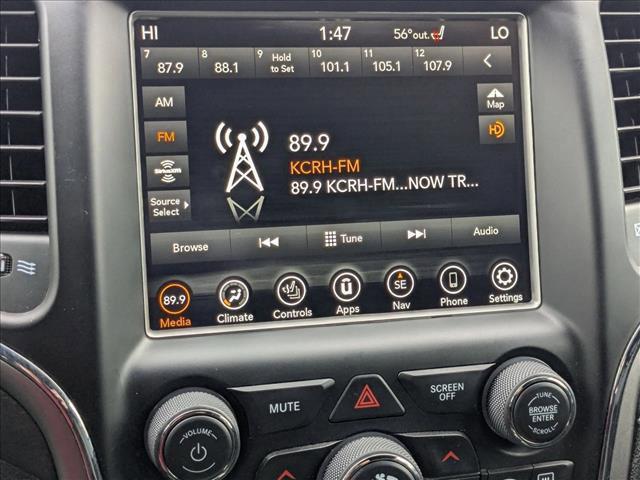 HI 1:47 56°out. LO
7 87.9 8 88.1 9 Hold to Set 10 101.1 11 105.1 12 107.9
AM
Map
FM
HD
89.9
KCRH-FM
SiriusXM
89.9 KCRH-FM...NOW TR...
Source
Select
Browse Tune Audio
89.9 SE
Media Climate Controls Apps Nav Phone Settings
MUTE
SCREEN
OFF
VOLUME
TUNE
BROWSE
ENTER
SCROLL